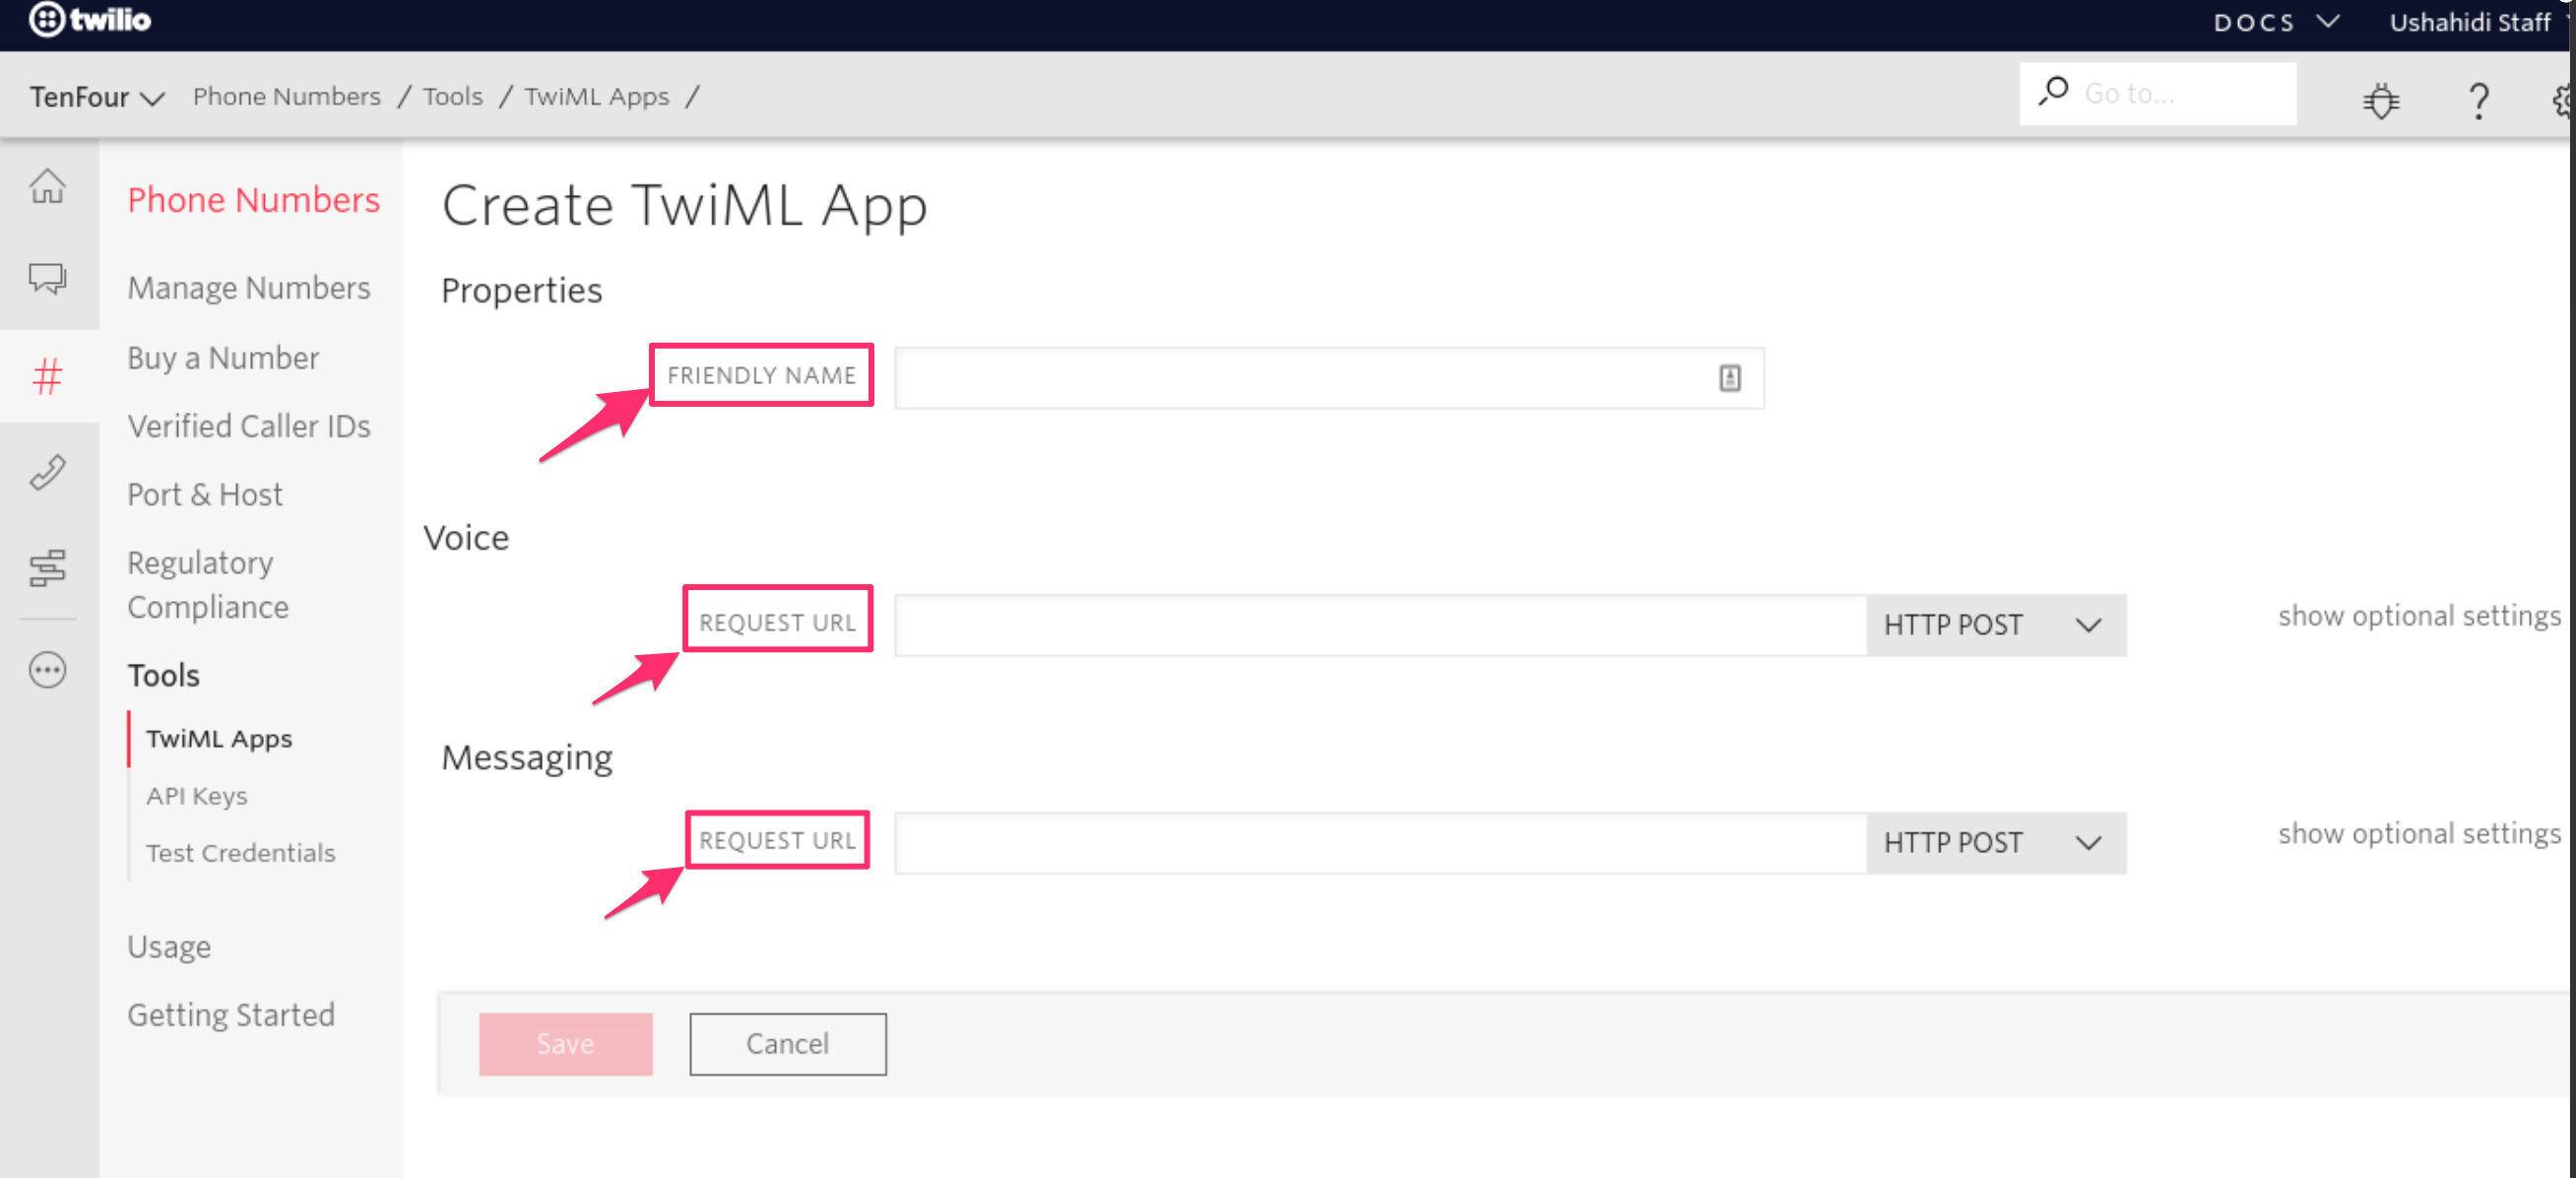 twilio
DOCS
Ushahidi Staff
TenFour
Phone Numbers / Tools / TwiML Apps /
Go to...
?
Phone Numbers
Manage Numbers
Buy a Number
#
Verified Caller IDs
Port & Host
Regulatory
Compliance
Tools
TwiML Apps
API Keys
Test Credentials
Usage
Getting Started
Create TwiML App
Properties
FRIENDLY NAME
Voice
REQUEST URL
HTTP POST
show optional settings
Messaging
REQUEST URL
HTTP POST
show optional settings
Save
Cancel